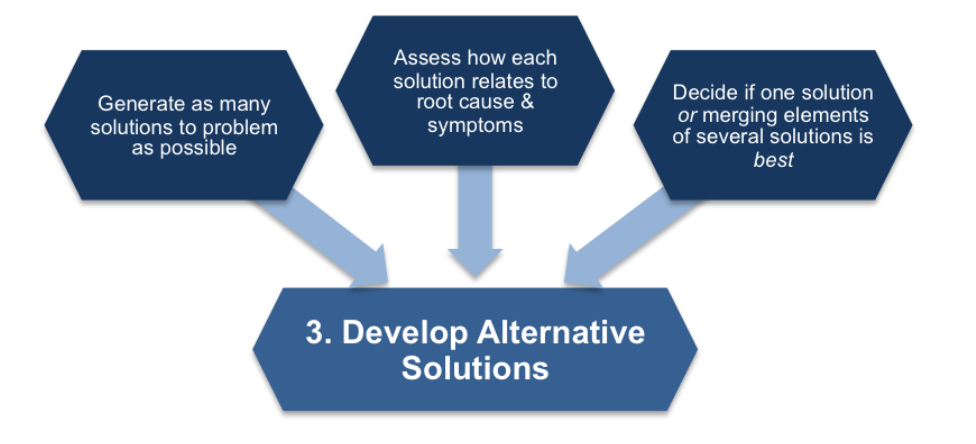 Generate as many
solutions to problem
as possible
Assess how each
solution relates to
root cause &
symptoms
Decide if one solution
or merging elements
of several solutions is
best
3. Develop Alternative
Solutions